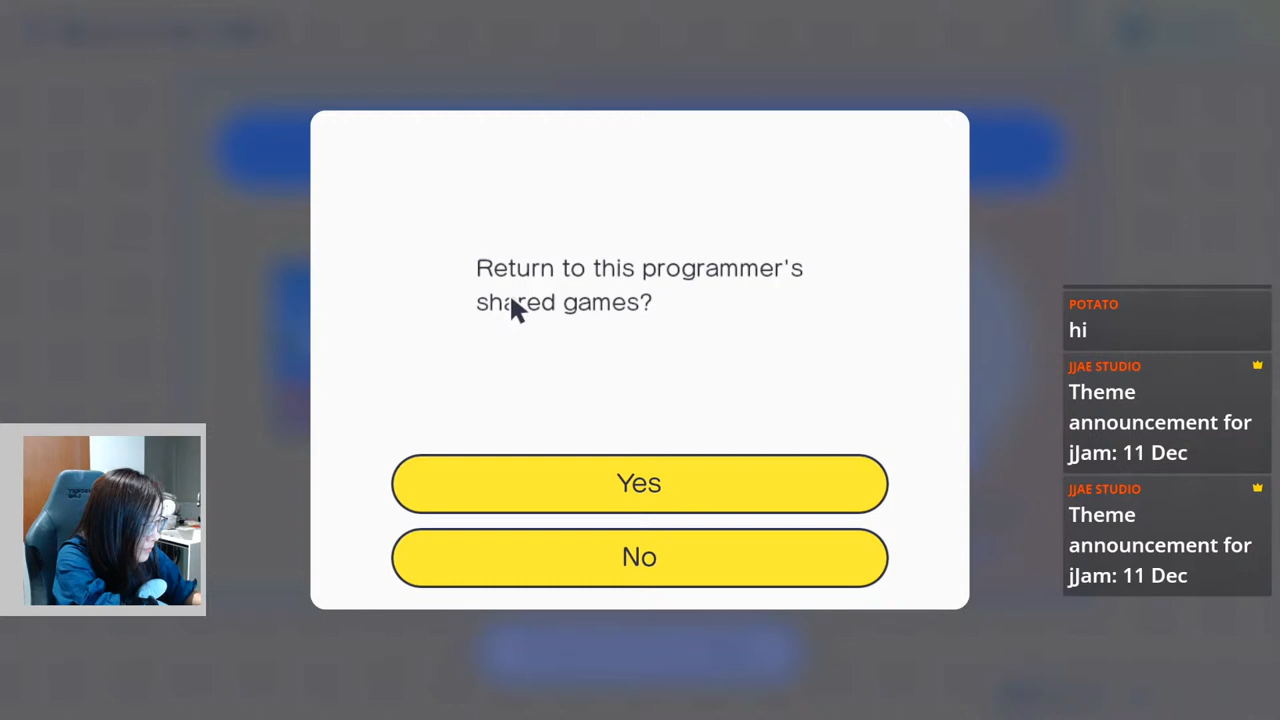 Return to this programmer's
shared games?
Yes
No
POTATO
hi
JJAE STUDIO
Theme
announcement for
jJam: 11 Dec
JJAE STUDIO
Theme
announcement for
jJam: 11 Dec